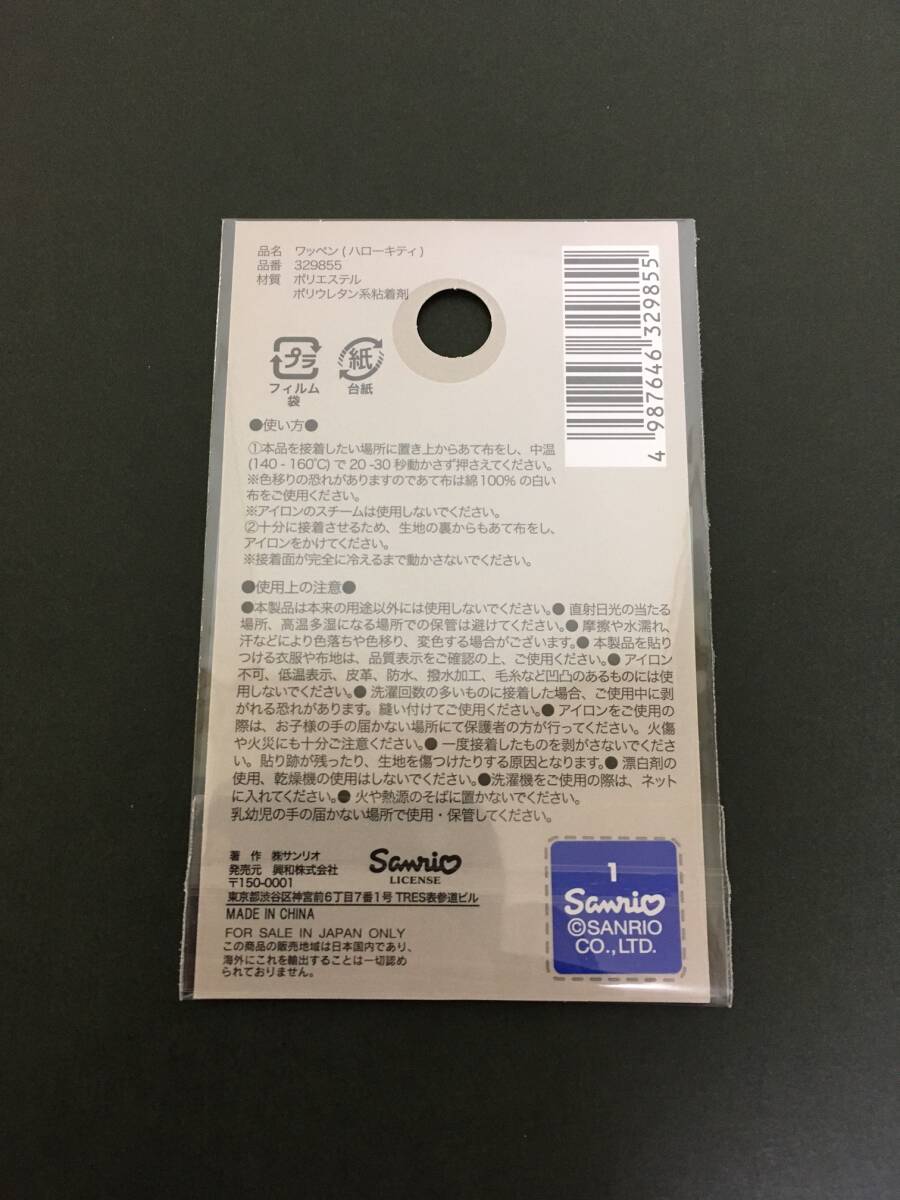 品名 ワッペン(ハローキティ)
品番 329855
材質 ポリエステル
ポリウレタン系粘着剤
4 987646 329855
プラ
フィルム
袋
紙
台紙
●使い方●
①本品を接着したい場所に置き上からあて布をし、中温
(140-160℃)で20-30秒動かさず押さえてください。
※色移りの恐れがありますのであて布は綿100%の白い
布をご使用ください。
※アイロンのスチームは使用しないでください。
②十分に接着させるため、生地の裏からもあて布をし、
アイロンをかけてください。
※接着面が完全に冷えるまで動かさないでください。
●使用上の注意●
●本製品は本来の用途以外には使用しないでください。● 直射日光の当たる
場所、高温多湿になる場所での保管は避けてください。● 摩擦や水濡れ、
汗などにより色落ちや色移り、変色する場合がございます。● 本製品を貼り
つける衣服や布地は、品質表示をご確認の上、ご使用ください。● アイロン
不可、低温表示、皮革、防水、撥水加工、毛糸など凹凸のあるものには使
用しないでください。● 洗濯回数の多いものに接着した場合、ご使用中に剥
がれる恐れがあります。縫い付けてご使用ください。● アイロンをご使用の
際は、お子様の手の届かない場所にて保護者の方が行ってください。火傷
や火災にも十分ご注意ください。● 一度接着したものを剥がさないでくださ
い。貼り跡が残ったり、生地を傷つけたりする原因となります。● 漂白剤の
使用、乾燥機の使用はしないでください。●洗濯機をご使用の際は、ネット
に入れてください。● 火や熱源のそばに置かないでください。
乳幼児の手の届かない場所で使用・保管してください。
著 作 ㈱サンリオ
発売元 興和株式会社
〒150-0001
東京都渋谷区神宮前6丁目7番1号 TRES表参道ビル
MADE IN CHINA
FOR SALE IN JAPAN ONLY
この商品の販売地域は日本国内であり、
海外にこれを輸出することは一切認め
られておりません。
Sanrio
LICENSE
1
Sanrio
©SANRIO
CO.,LTD.